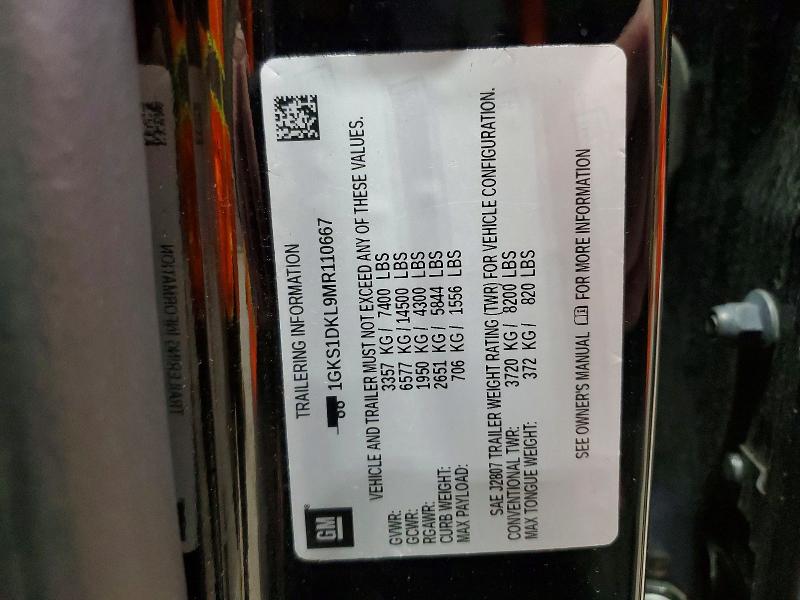 TRAILERING INFORMATION
GM
1GKS1DKL9MR110667
VEHICLE AND TRAILER MUST NOT EXCEED ANY OF THESE VALUES.
GVWR: 3357 KG / 7400 LBS
GCWR: 6577 KG / 14500 LBS
RGAWR: 1950 KG / 4300 LBS
CURB WEIGHT: 2651 KG / 5844 LBS
MAX PAYLOAD: 706 KG / 1556 LBS
SAE J2807 TRAILER WEIGHT RATING (TWR) FOR VEHICLE CONFIGURATION.
CONVENTIONAL TWR: 3720 KG / 8200 LBS
MAX TONGUE WEIGHT: 372 KG / 820 LBS
SEE OWNER'S MANUAL FOR MORE INFORMATION
TRAILERING INFORMATION